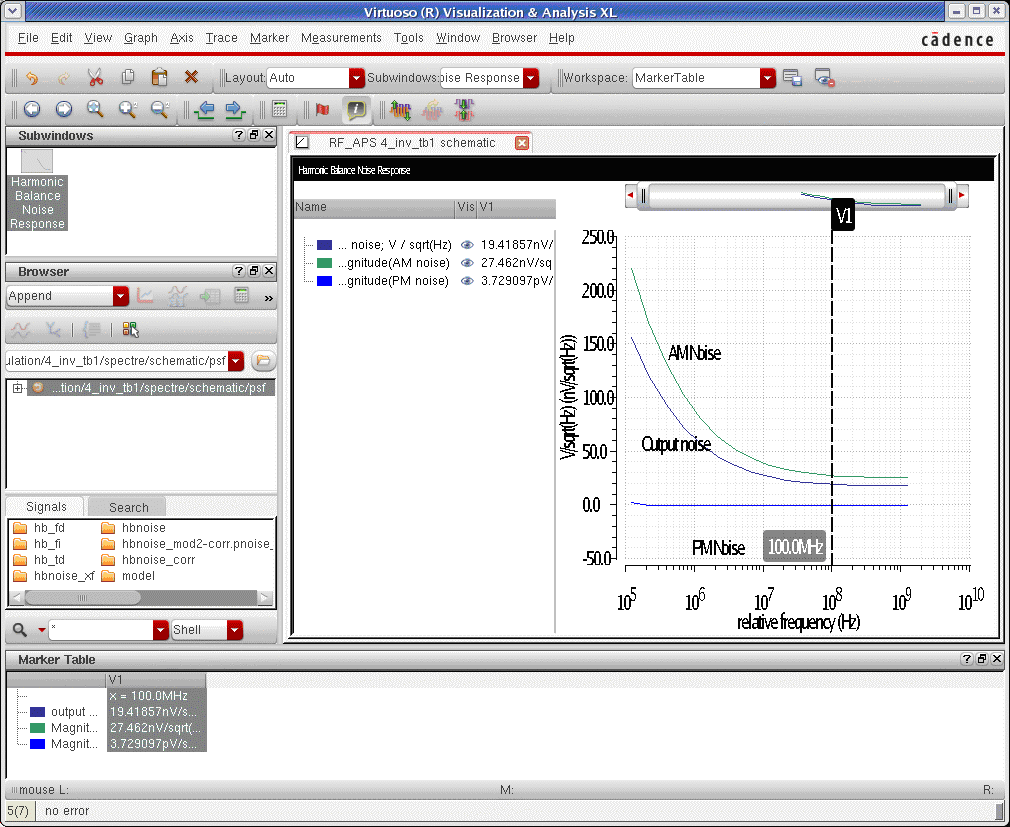 Virtuoso (R) Visualization & Analysis XL
File Edit View Graph Axis Trace Marker Measurements Tools Window Browser Help
cādence
Layout: Auto Subwindows: oise Response Workspace: MarkerTable
Subwindows
Harmonic
Balance
Noise
Response
Browser
Append
»
ulation/4_inv_tb1/spectre/schematic/psf
...tion/4_inv_tb1/spectre/schematic/psf
Signals Search
hb_fd hbnoise
hb_fi hbnoise_mod2-corr.pnoise_
hb_td hbnoise_corr
hbnoise_xf model
* Shell
RF_APS 4_inv_tb1 schematic
Harmonic Balance Noise Response
Name Vis V1
... noise; V / sqrt(Hz) 19.41857nV/
...gnitude(AM noise) 27.462nV/sq
...gnitude(PM noise) 3.729097pV/
V1
250.0
200.0
150.0
100.0
50.0
0.0
-50.0
V/sqrt(Hz) (nV/sqrt(Hz))
AM Noise
Output noise
PM Noise
100.0MHz
10^5 10^6 10^7 10^8 10^9 10^10
relative frequency (Hz)
Marker Table
V1
x = 100.0MHz
output ... 19.41857nV/s...
Magnit... 27.462nV/sqrt(...
Magnit... 3.729097pV/s...
mouse L: M: R:
5(7) no error